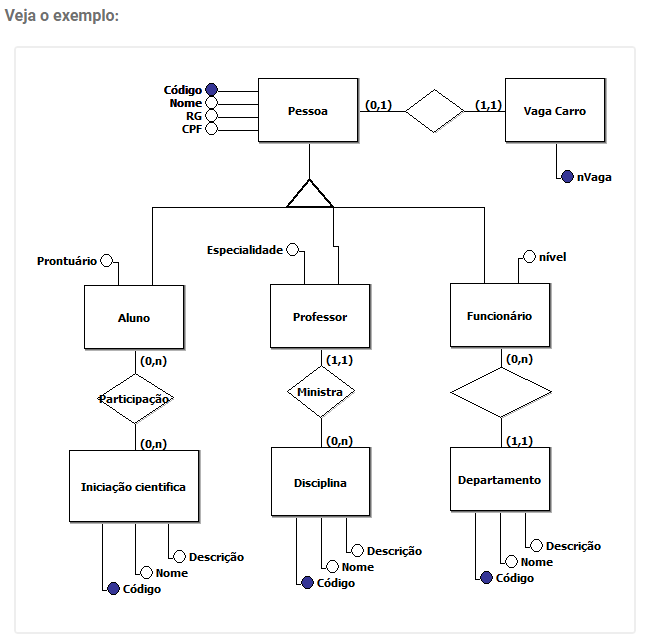 Veja o exemplo:
Código
Nome
RG
CPF
Pessoa
(0,1)
(1,1)
Vaga Carro
nVaga
Prontuário
Especialidade
nível
Aluno
Professor
Funcionário
(0,n)
(1,1)
(0,n)
Participação
Ministra
(0,n)
(0,n)
(1,1)
Iniciação cientifica
Disciplina
Departamento
Descrição
Nome
Código
Descrição
Nome
Código
Descrição
Nome
Código